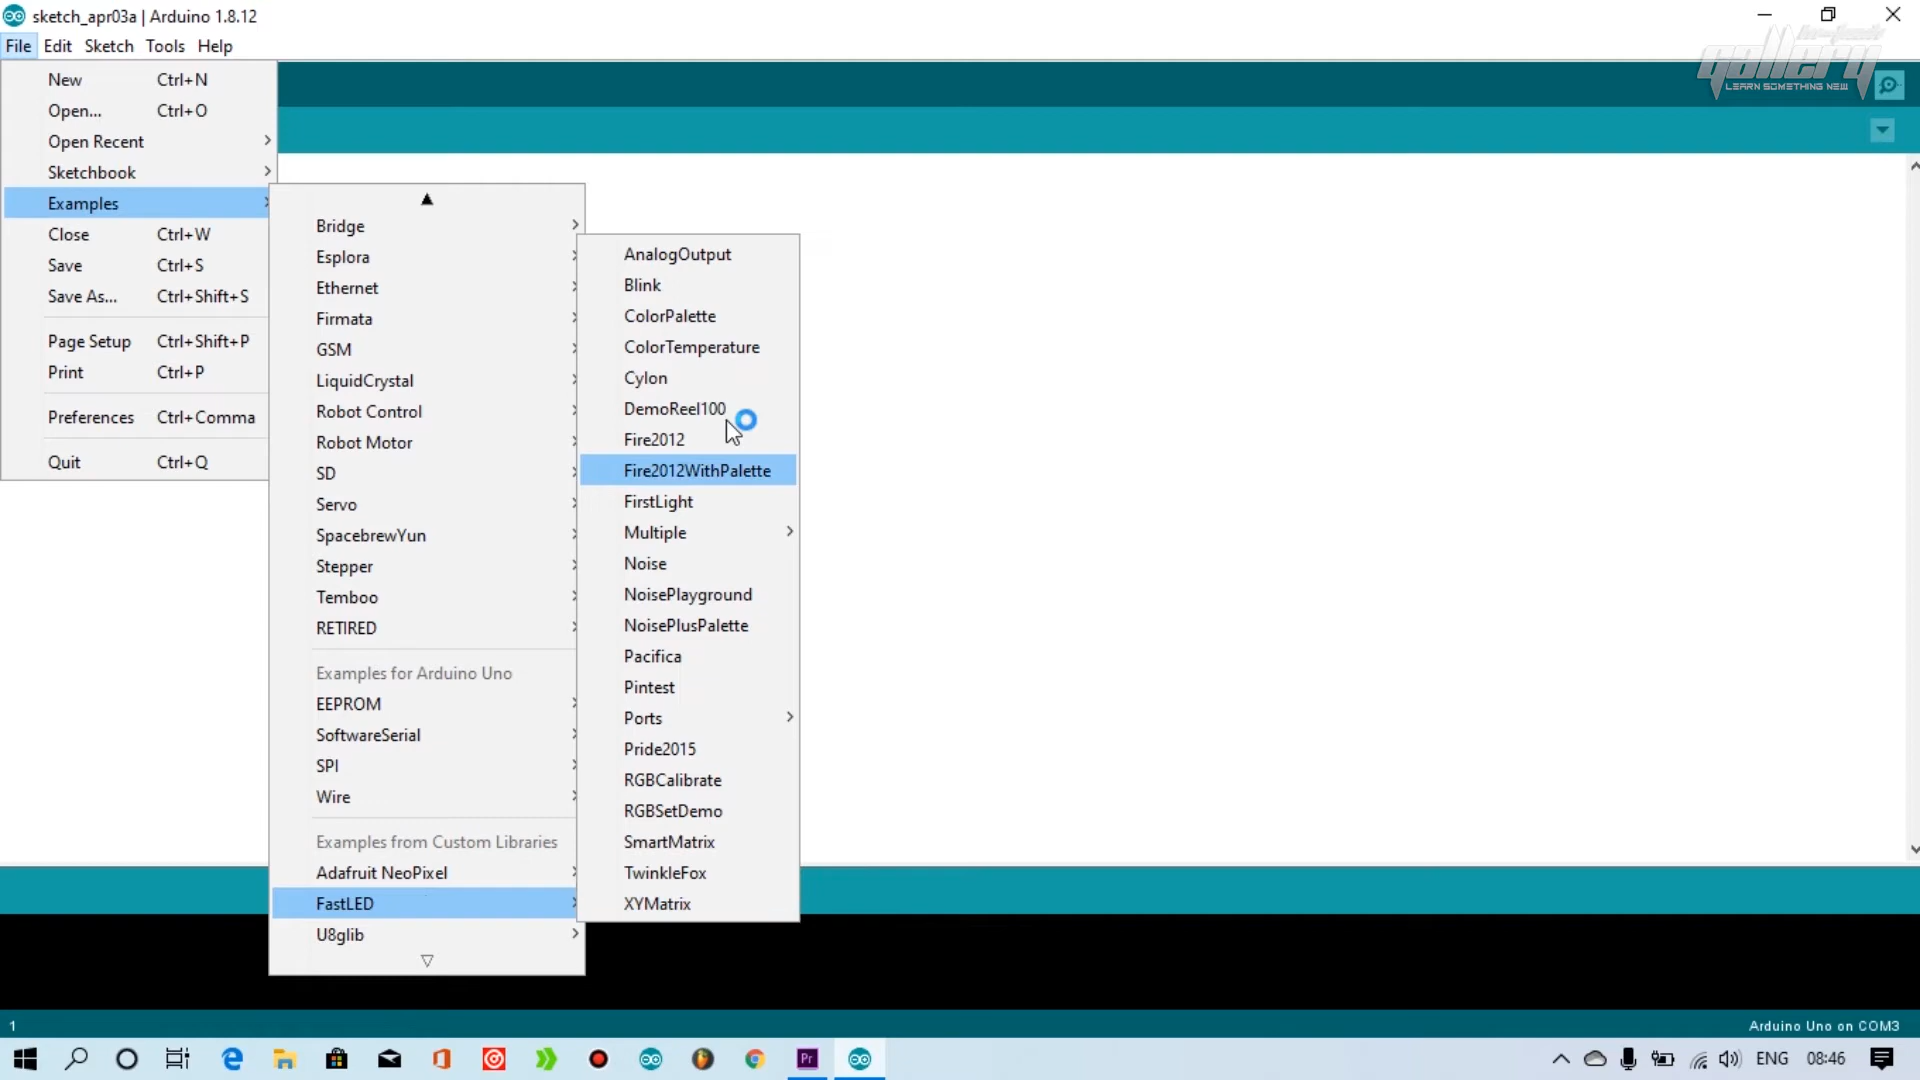 sketch_apr03a | Arduino 1.8.12
File Edit Sketch Tools Help
gallery
LEARN SOMETHING NEW
New Ctrl+N
Open... Ctrl+O
Open Recent
Sketchbook
Examples
Close Ctrl+W
Save Ctrl+S
Save As... Ctrl+Shift+S
Page Setup Ctrl+Shift+P
Print Ctrl+P
Preferences Ctrl+Comma
Quit Ctrl+Q
Bridge
Esplora
Ethernet
Firmata
GSM
LiquidCrystal
Robot Control
Robot Motor
SD
Servo
SpacebrewYun
Stepper
Temboo
RETIRED
Examples for Arduino Uno
EEPROM
SoftwareSerial
SPI
Wire
Examples from Custom Libraries
Adafruit NeoPixel
FastLED
U8glib
AnalogOutput
Blink
ColorPalette
ColorTemperature
Cylon
DemoReel100
Fire2012
Fire2012WithPalette
FirstLight
Multiple
Noise
NoisePlayground
NoisePlusPalette
Pacifica
Pintest
Ports
Pride2015
RGBCalibrate
RGBSetDemo
SmartMatrix
TwinkleFox
XYMatrix
1
Arduino Uno on COM3
Pr
ENG 08:46